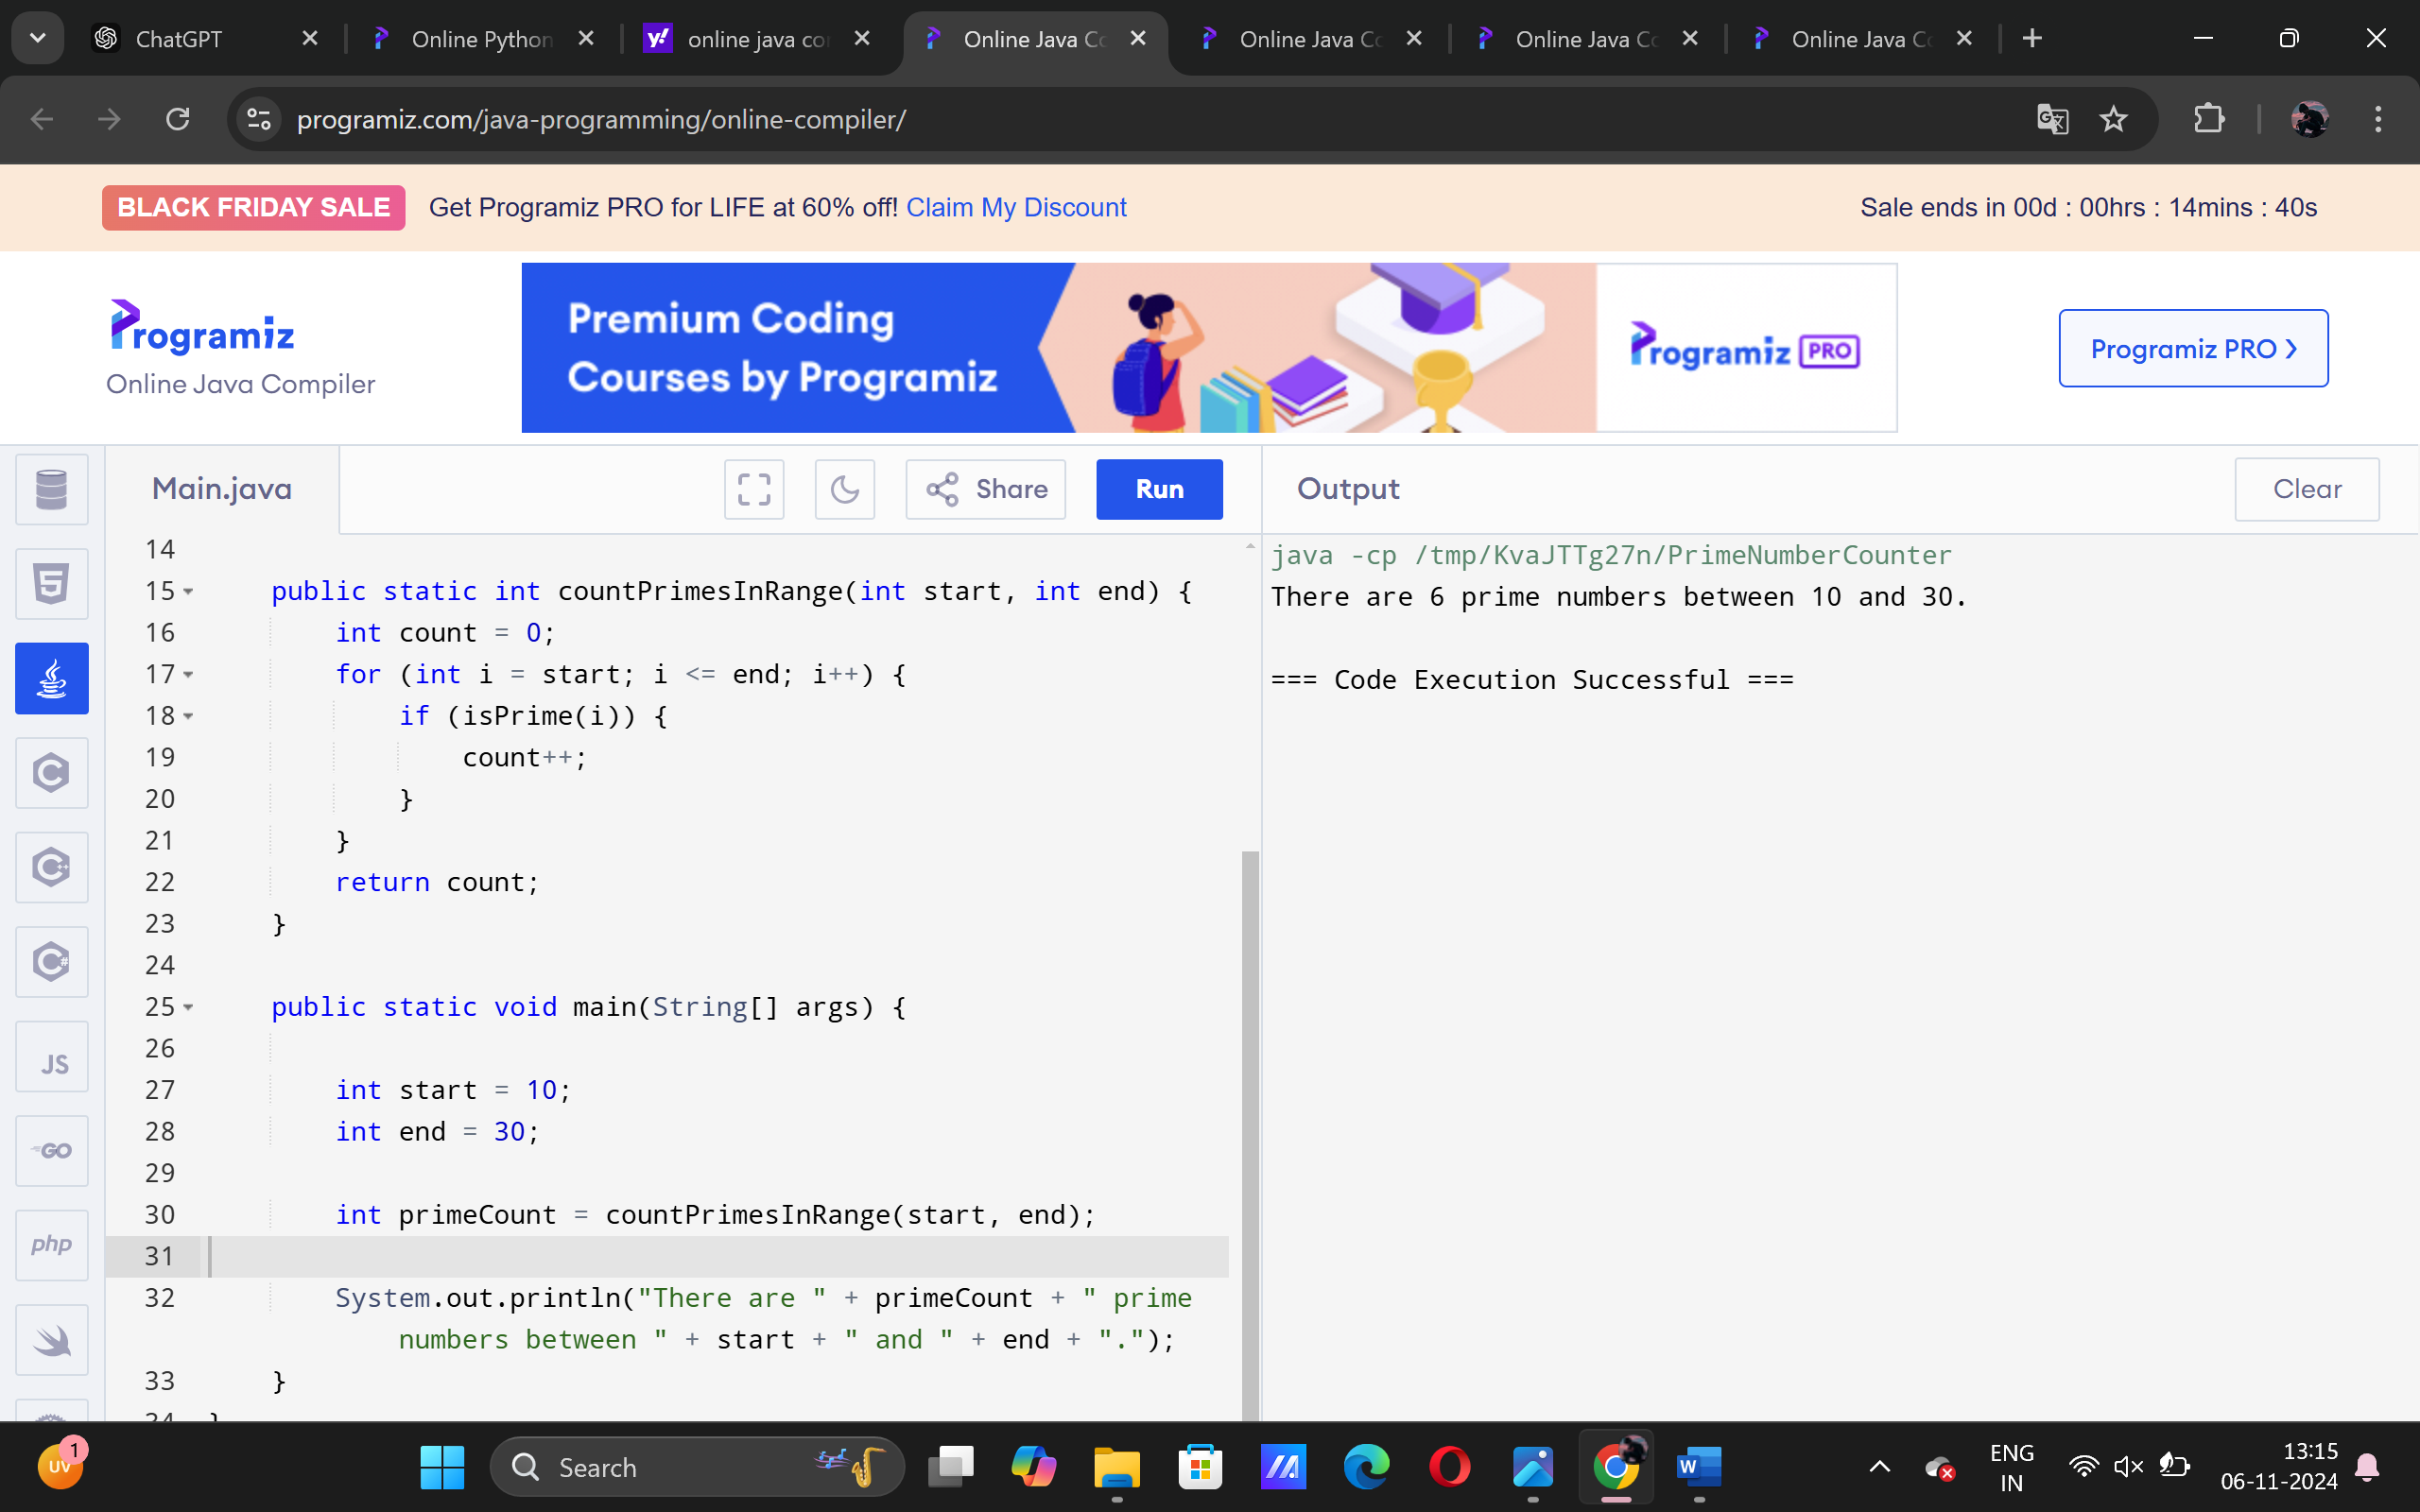 ChatGPT
Online Python
online java co
Online Java Co
Online Java Co
Online Java Co
Online Java Co
programiz.com/java-programming/online-compiler/
BLACK FRIDAY SALE Get Programiz PRO for LIFE at 60% off! Claim My Discount
Sale ends in 00d : 00hrs : 14mins : 40s
Programiz
Online Java Compiler
Premium Coding
Courses by Programiz
Programiz PRO
Programiz PRO ❯
Main.java
Share
Run
Output
Clear
14
15 public static int countPrimesInRange(int start, int end) {
16 int count = 0;
17 for (int i = start; i <= end; i++) {
18 if (isPrime(i)) {
19 count++;
20 }
21 }
22 return count;
23 }
24
25 public static void main(String[] args) {
26
27 int start = 10;
28 int end = 30;
29
30 int primeCount = countPrimesInRange(start, end);
31
32 System.out.println("There are " + primeCount + " prime
numbers between " + start + " and " + end + ".");
33 }
34 }
java -cp /tmp/KvaJTTg27n/PrimeNumberCounter
There are 6 prime numbers between 10 and 30.
=== Code Execution Successful ===
5
C
C++
C#
JS
GO
php
UV
1
Search
W
ENG
IN
13:15
06-11-2024